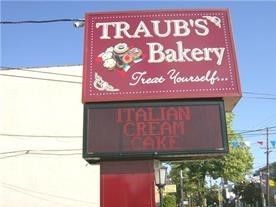 TRAUB'S
Bakery
Treat Yourself...
ITALIAN
CREAM
CAKE